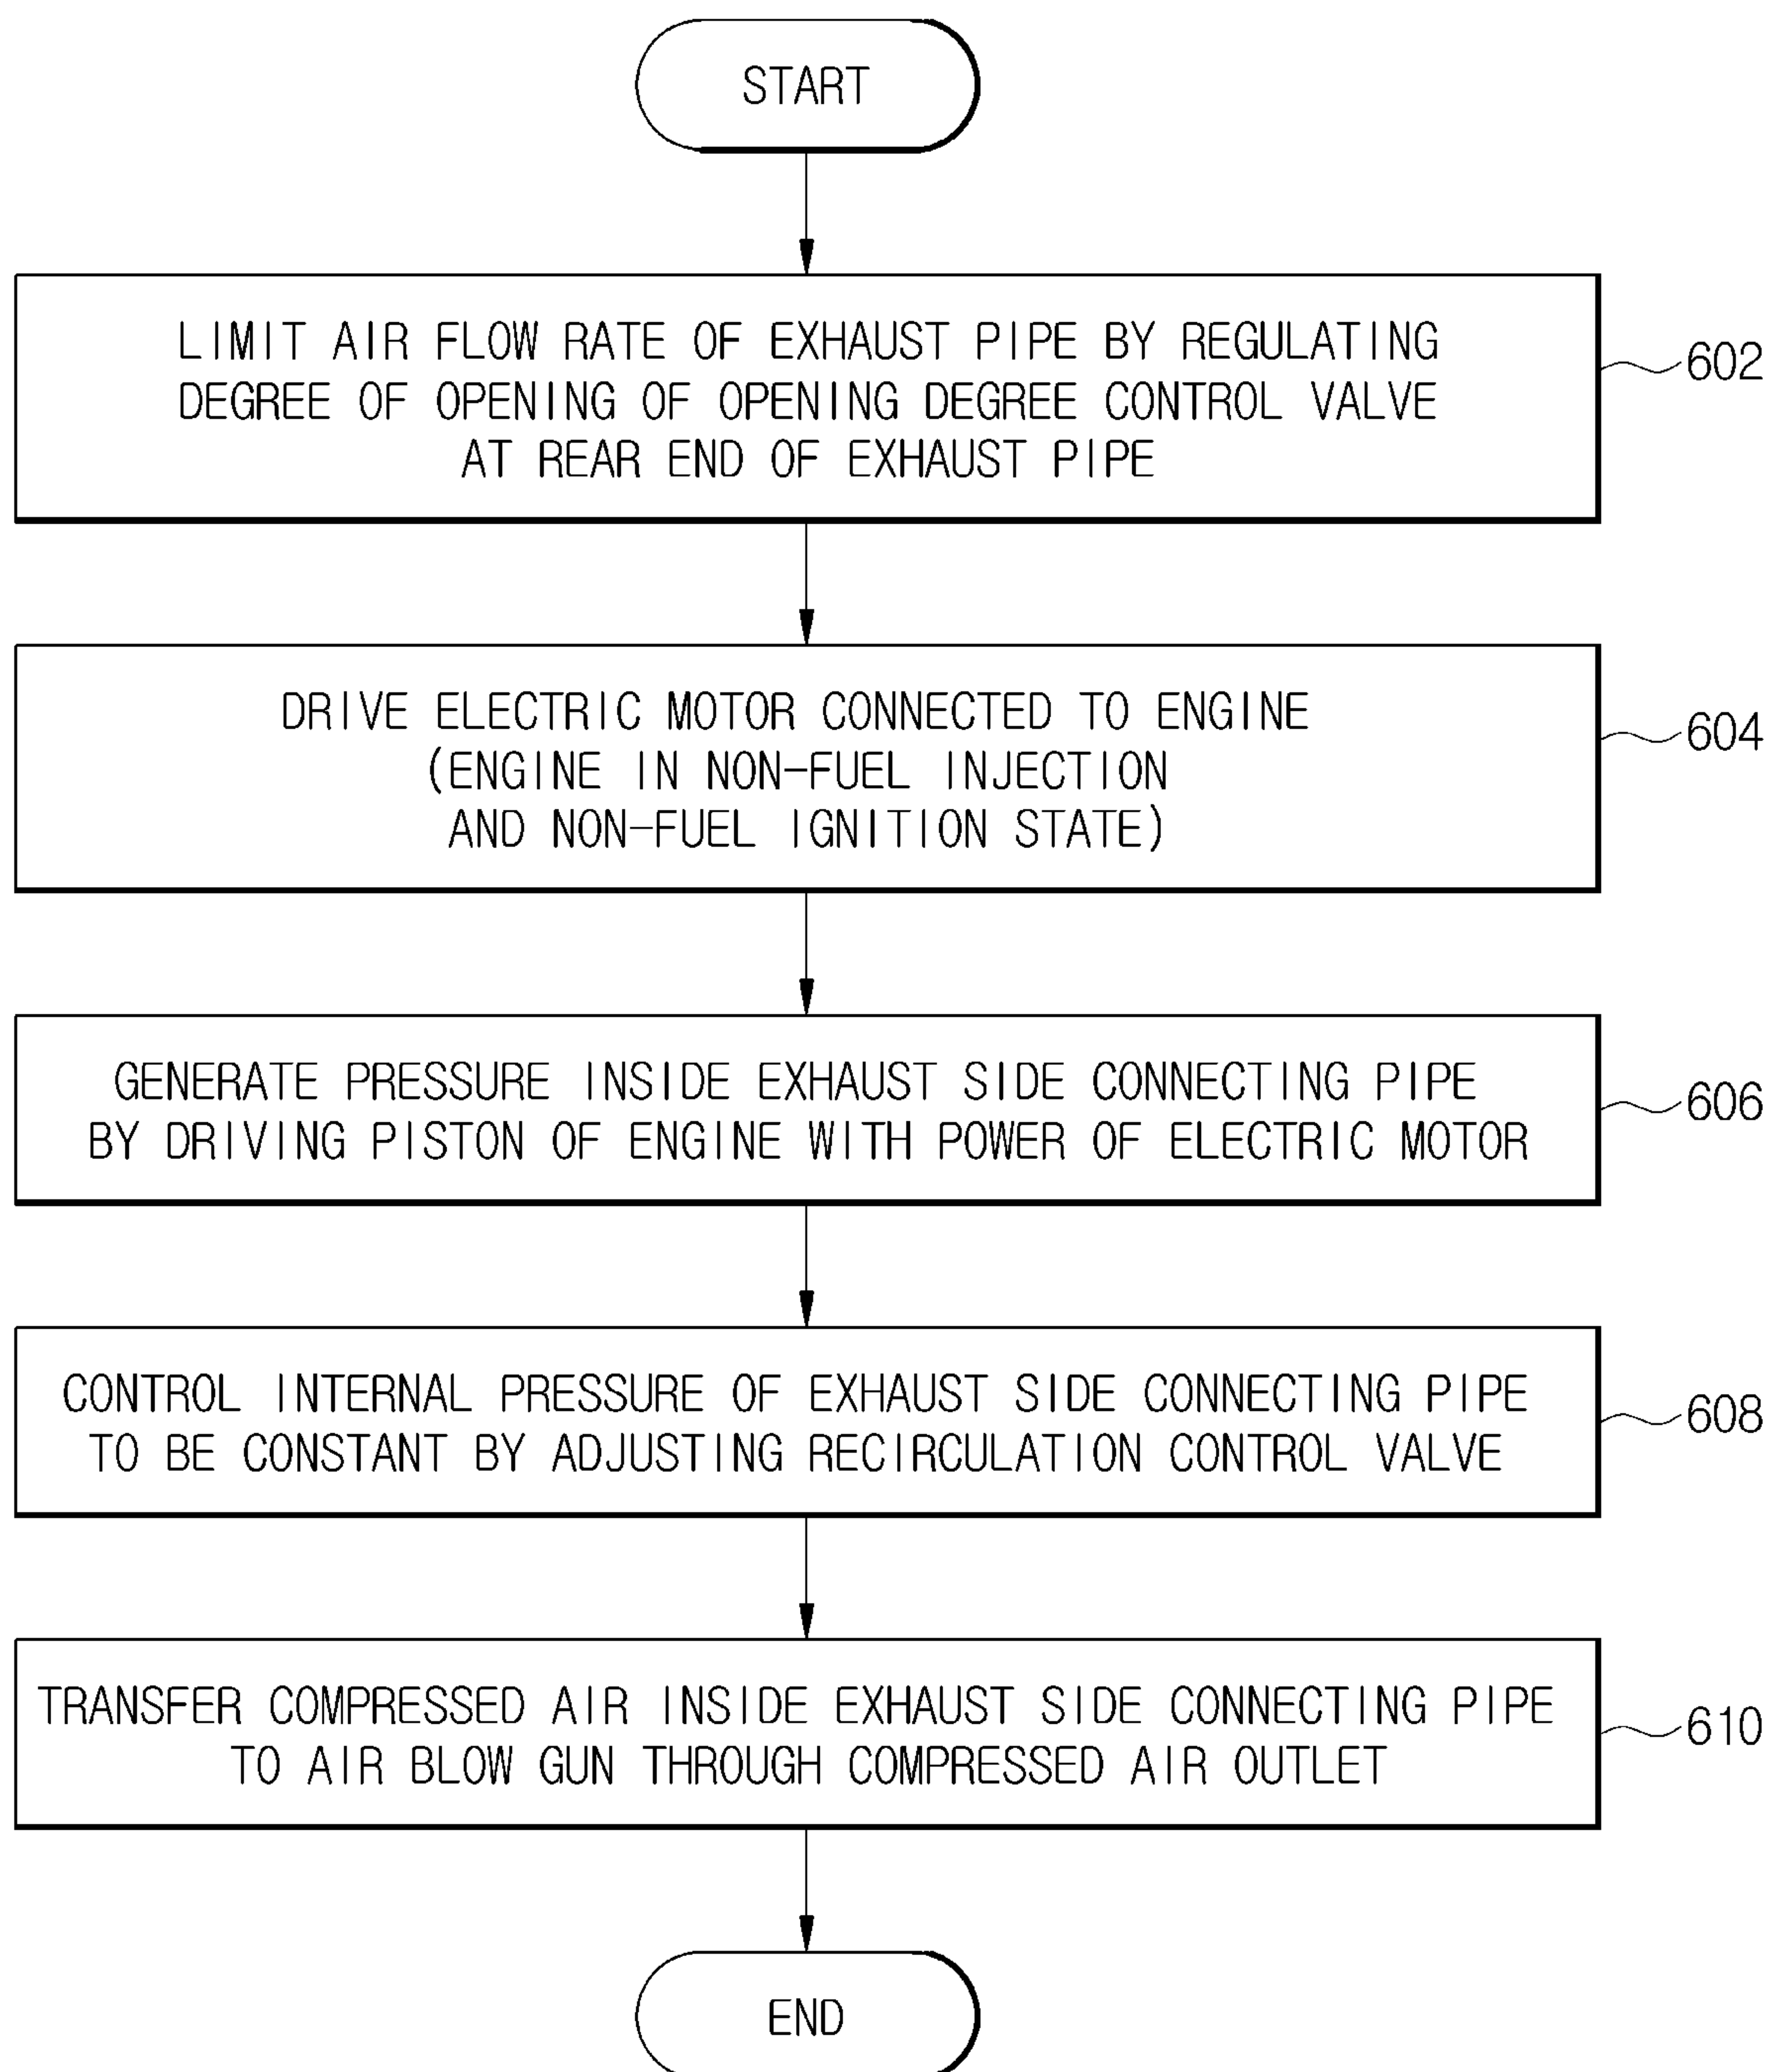 START
LIMIT AIR FLOW RATE OF EXHAUST PIPE BY REGULATING
DEGREE OF OPENING OF OPENING DEGREE CONTROL VALVE
AT REAR END OF EXHAUST PIPE
602
DRIVE ELECTRIC MOTOR CONNECTED TO ENGINE
(ENGINE IN NON-FUEL INJECTION
AND NON-FUEL IGNITION STATE)
604
GENERATE PRESSURE INSIDE EXHAUST SIDE CONNECTING PIPE
BY DRIVING PISTON OF ENGINE WITH POWER OF ELECTRIC MOTOR
606
CONTROL INTERNAL PRESSURE OF EXHAUST SIDE CONNECTING PIPE
TO BE CONSTANT BY ADJUSTING RECIRCULATION CONTROL VALVE
608
TRANSFER COMPRESSED AIR INSIDE EXHAUST SIDE CONNECTING PIPE
TO AIR BLOW GUN THROUGH COMPRESSED AIR OUTLET
610
END